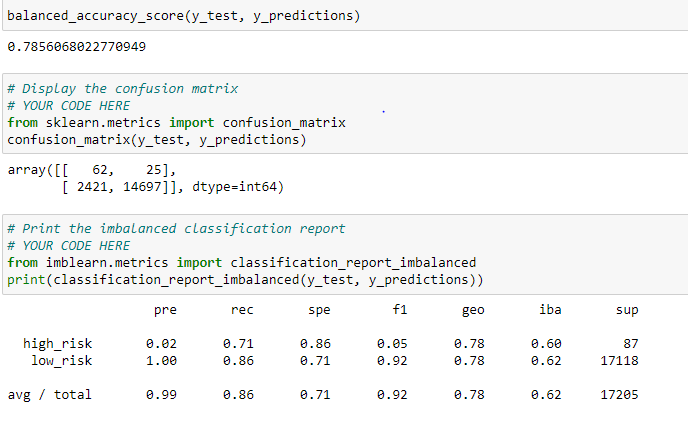 balanced_accuracy_score(y_test, y_predictions)
0.7856068022770949
# Display the confusion matrix
# YOUR CODE HERE
from sklearn.metrics import confusion_matrix
confusion_matrix(y_test, y_predictions)
array([[   62,    25],
       [ 2421, 14697]], dtype=int64)
# Print the imbalanced classification report
# YOUR CODE HERE
from imblearn.metrics import classification_report_imbalanced
print(classification_report_imbalanced(y_test, y_predictions))
pre rec spe f1 geo iba sup
high_risk 0.02 0.71 0.86 0.05 0.78 0.60 87
low_risk 1.00 0.86 0.71 0.92 0.78 0.62 17118
avg / total 0.99 0.86 0.71 0.92 0.78 0.62 17205